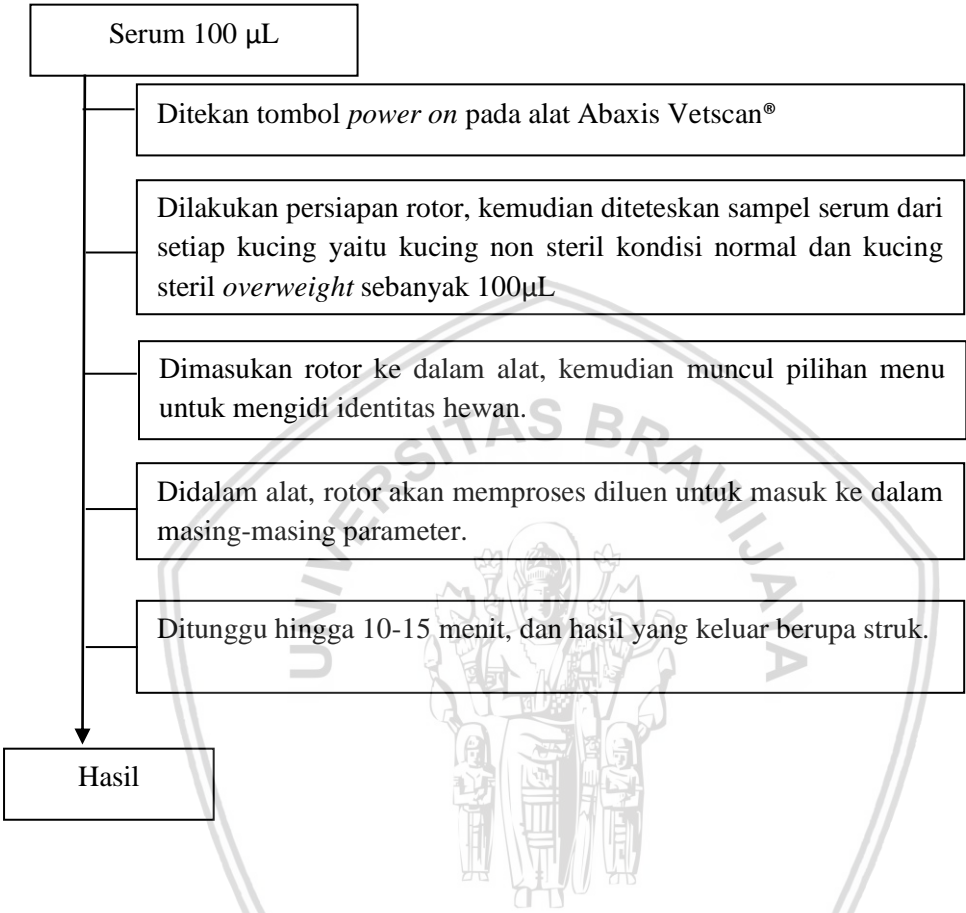 Serum 100 µL
Ditekan tombol power on pada alat Abaxis Vetscan®
Dilakukan persiapan rotor, kemudian diteteskan sampel serum dari
setiap kucing yaitu kucing non steril kondisi normal dan kucing
steril overweight sebanyak 100µL
Dimasukan rotor ke dalam alat, kemudian muncul pilihan menu
untuk mengidi identitas hewan.
Didalam alat, rotor akan memproses diluen untuk masuk ke dalam
masing-masing parameter.
Ditunggu hingga 10-15 menit, dan hasil yang keluar berupa struk.
Hasil
UNIVERSITAS BRAWIJAYA